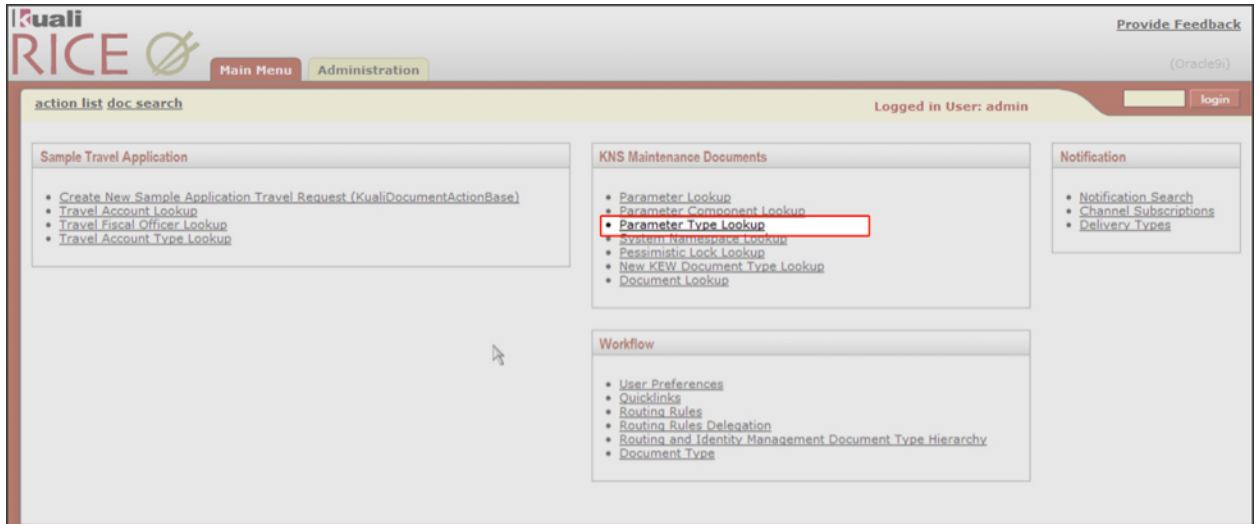 Kuali
RICE
Provide Feedback
(Oracle9i)
Main Menu
Administration
action list doc search
Logged in User: admin
login
Sample Travel Application
Create New Sample Application Travel Request (KualiDocumentActionBase)
Travel Account Lookup
Travel Fiscal Officer Lookup
Travel Account Type Lookup
KNS Maintenance Documents
Parameter Lookup
Parameter Component Lookup
Parameter Type Lookup
System Namespace Lookup
Pessimistic Lock Lookup
New KEW Document Type Lookup
Document Lookup
Notification
Notification Search
Channel Subscriptions
Delivery Types
Workflow
User Preferences
Quicklinks
Routing Rules
Routing Rules Delegation
Routing and Identity Management Document Type Hierarchy
Document Type